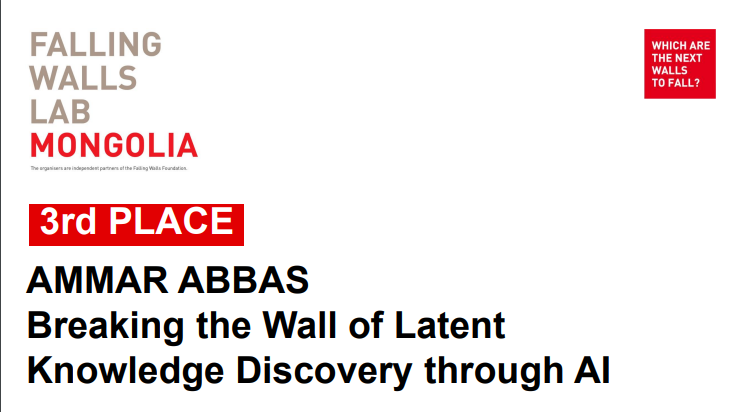 FALLING
WALLS
LAB
MONGOLIA
The organisers are independent partners of the Falling Walls Foundation.
WHICH ARE
THE NEXT
WALLS
TO FALL?
3rd PLACE
AMMAR ABBAS
Breaking the Wall of Latent
Knowledge Discovery through AI